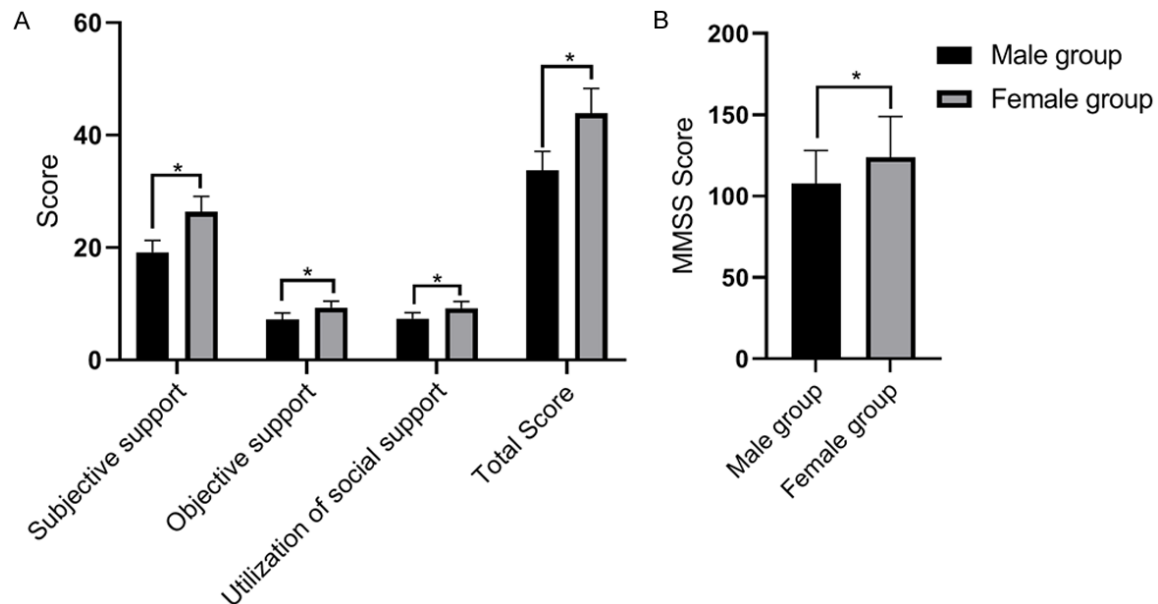 A
60
40
20
0
Score
*
*
*
*
Subjective support
Objective support
Utilization of social support
Total Score
B
200
150
100
50
0
MMSS Score
*
Male group
Female group
Male group
Female group